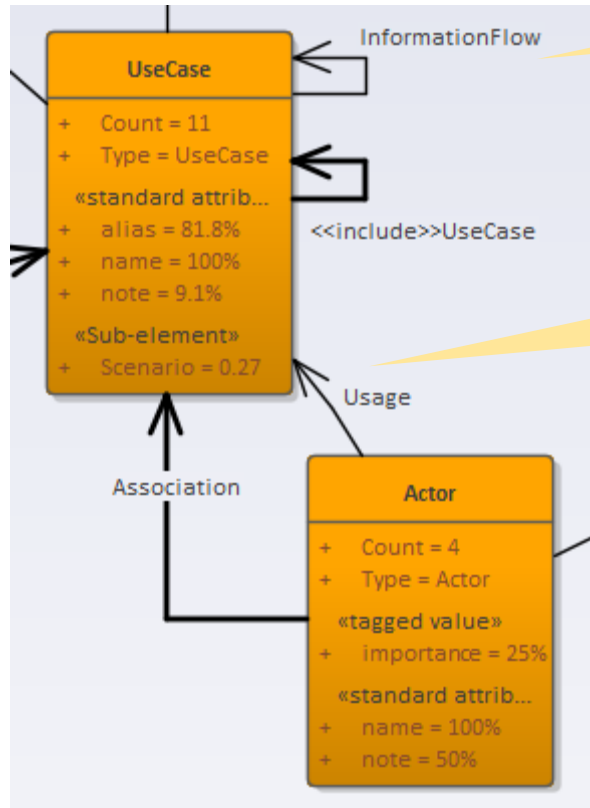 InformationFlow
UseCase
+ Count = 11
+ Type = UseCase
«standard attrib...
+ alias = 81.8%
+ name = 100%
+ note = 9.1%
«Sub-element»
+ Scenario = 0.27
<<include>>UseCase
Usage
Association
Actor
+ Count = 4
+ Type = Actor
«tagged value»
+ importance = 25%
«standard attrib...
+ name = 100%
+ note = 50%